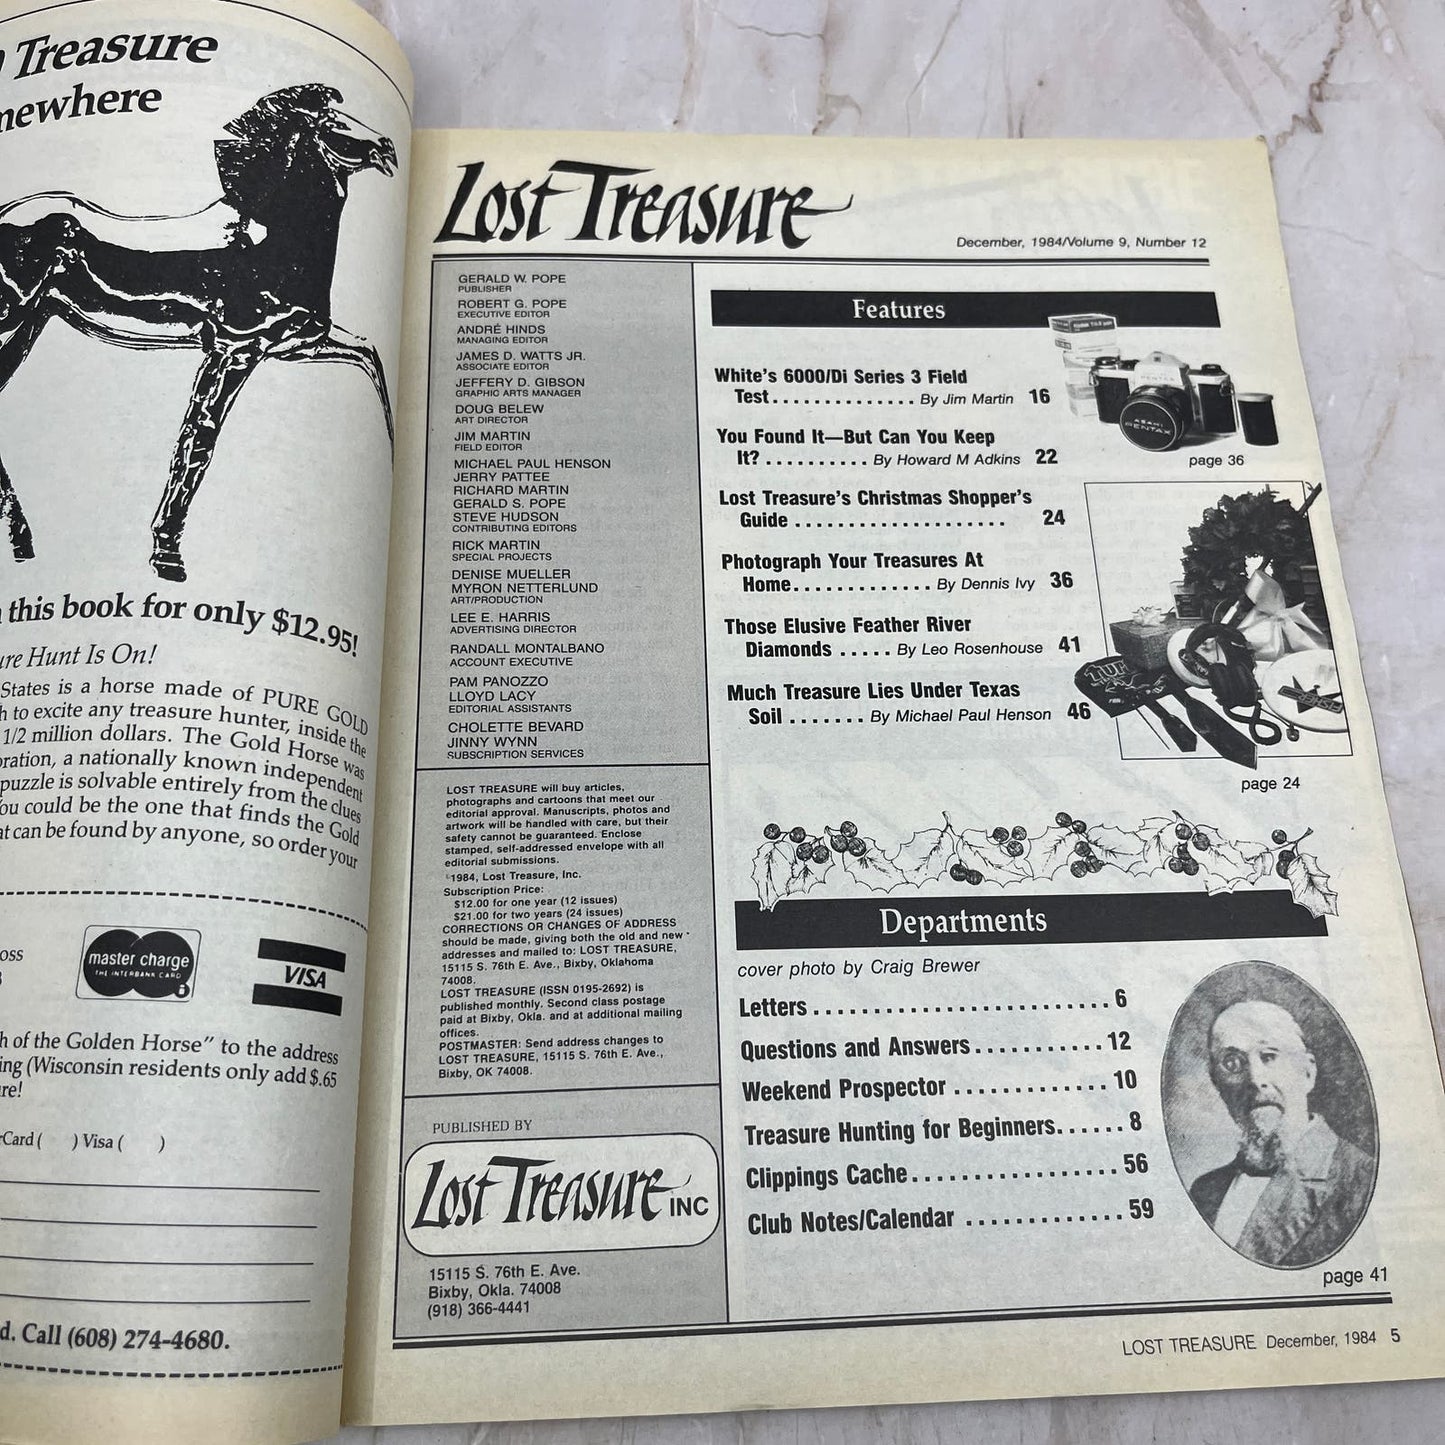 Treasure
mewhere
this book for only $12.95!
ure Hunt Is On!
States is a horse made of PURE GOLD
h to excite any treasure hunter, inside the
1/2 million dollars. The Gold Horse was
oration, a nationally known independent
puzzle is solvable entirely from the clues
You could be the one that finds the Gold
at can be found by anyone, so order your
oss
master charge
THE INTERBANK CARD
VISA
h of the Golden Horse" to the address
ing (Wisconsin residents only add $.65
re!
rCard ( ) Visa ( )
d. Call (608) 274-4680.
Lost Treasure
December, 1984/Volume 9, Number 12
GERALD W. POPE
PUBLISHER
ROBERT G. POPE
EXECUTIVE EDITOR
ANDRÉ HINDS
MANAGING EDITOR
JAMES D. WATTS JR.
ASSOCIATE EDITOR
JEFFERY D. GIBSON
GRAPHIC ARTS MANAGER
DOUG BELEW
ART DIRECTOR
JIM MARTIN
FIELD EDITOR
MICHAEL PAUL HENSON
JERRY PATTEE
RICHARD MARTIN
GERALD S. POPE
STEVE HUDSON
CONTRIBUTING EDITORS
RICK MARTIN
SPECIAL PROJECTS
DENISE MUELLER
MYRON NETTERLUND
ART/PRODUCTION
LEE E. HARRIS
ADVERTISING DIRECTOR
RANDALL MONTALBANO
ACCOUNT EXECUTIVE
PAM PANOZZO
LLOYD LACY
EDITORIAL ASSISTANTS
CHOLETTE BEVARD
JINNY WYNN
SUBSCRIPTION SERVICES
LOST TREASURE will buy articles,
photographs and cartoons that meet our
editorial approval. Manuscripts, photos and
artwork will be handled with care, but their
safety cannot be guaranteed. Enclose
stamped, self-addressed envelope with all
editorial submissions.
©1984, Lost Treasure, Inc.
Subscription Price:
$12.00 for one year (12 issues)
$21.00 for two years (24 issues)
CORRECTIONS OR CHANGES OF ADDRESS
should be made, giving both the old and new
addresses and mailed to: LOST TREASURE,
15115 S. 76th E. Ave., Bixby, Oklahoma
74008.
LOST TREASURE (ISSN 0195-2692) is
published monthly. Second class postage
paid at Bixby, Okla. and at additional mailing
offices.
POSTMASTER: Send address changes to
LOST TREASURE, 15115 S. 76th E. Ave.,
Bixby, OK 74008.
PUBLISHED BY
Lost Treasure INC
15115 S. 76th E. Ave.
Bixby, Okla. 74008
(918) 366-4441
Features
White's 6000/Di Series 3 Field
Test.............. By Jim Martin 16
You Found It—But Can You Keep
It? .......... By Howard M Adkins 22
Lost Treasure's Christmas Shopper's
Guide .................... 24
Photograph Your Treasures At
Home............. By Dennis Ivy 36
Those Elusive Feather River
Diamonds ..... By Leo Rosenhouse 41
Much Treasure Lies Under Texas
Soil ....... By Michael Paul Henson 46
ASAHI
PENTAX
page 36
page 24
Departments
cover photo by Craig Brewer
Letters ......................... 6
Questions and Answers........... 12
Weekend Prospector ............. 10
Treasure Hunting for Beginners...... 8
Clippings Cache.................. 56
Club Notes/Calendar ............. 59
page 41
LOST TREASURE December, 1984 5